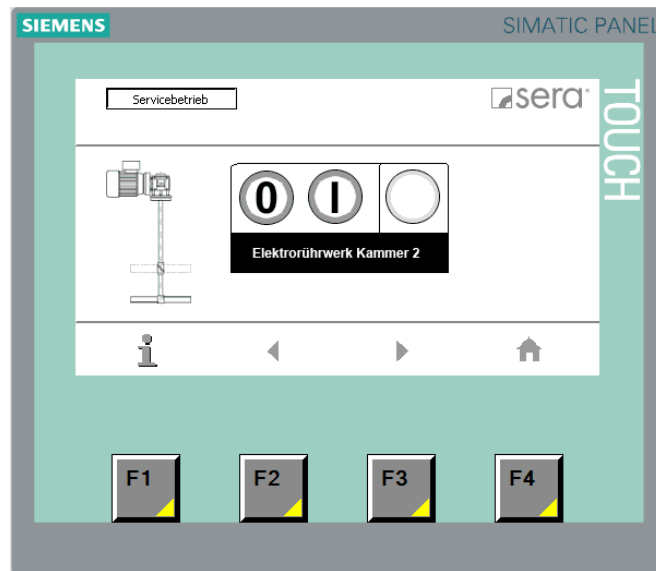 SIEMENS
SIMATIC PANEL
TOUCH
Servicebetrieb
sera
0 I
Elektrorührwerk Kammer 2
i
F1 F2 F3 F4